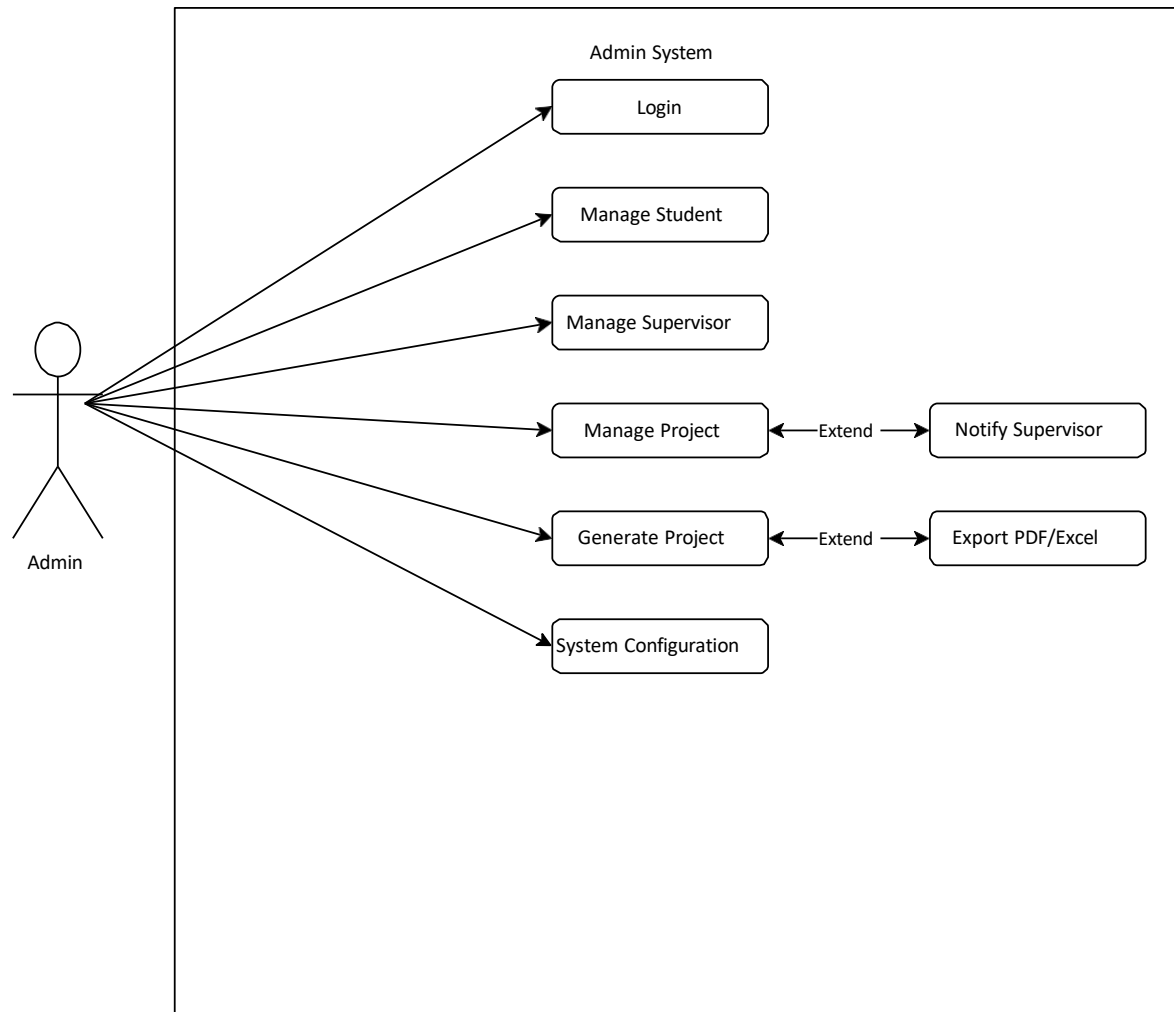 Admin System
Login
Manage Student
Manage Supervisor
Manage Project
Extend
Notify Supervisor
Generate Project
Extend
Export PDF/Excel
Admin
System Configuration